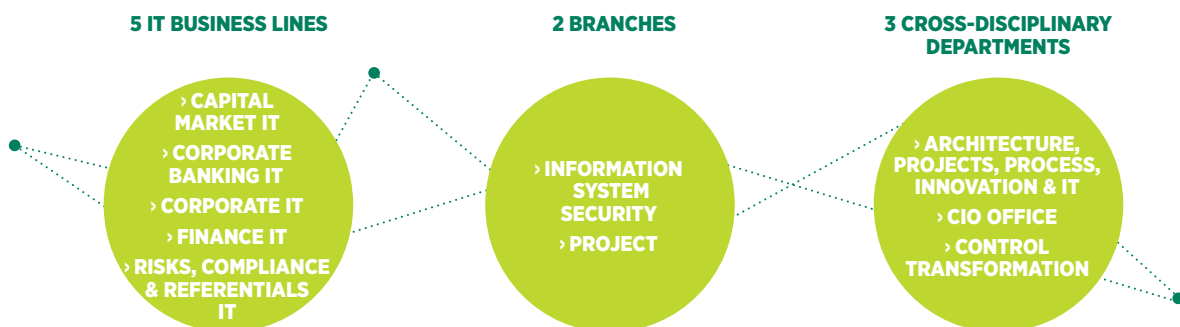 5 IT BUSINESS LINES
› CAPITAL
MARKET IT
› CORPORATE
BANKING IT
› CORPORATE IT
› FINANCE IT
› RISKS, COMPLIANCE
& REFERENTIALS
IT
2 BRANCHES
› INFORMATION
SYSTEM
SECURITY
› PROJECT
3 CROSS-DISCIPLINARY
DEPARTMENTS
› ARCHITECTURE,
PROJECTS, PROCESS,
INNOVATION & IT
› CIO OFFICE
› CONTROL
TRANSFORMATION